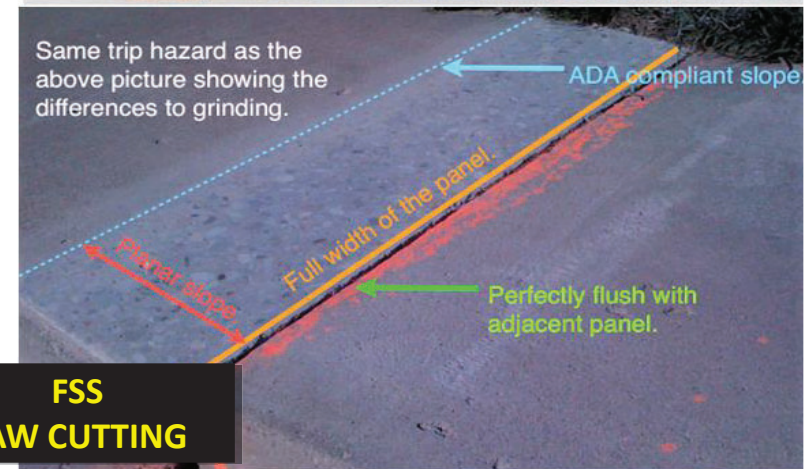 Same trip hazard as the
above picture showing the
differences to grinding.
ADA compliant slope.
Full width of the panel.
Planar slope
Perfectly flush with
adjacent panel.
FSS
AW CUTTING